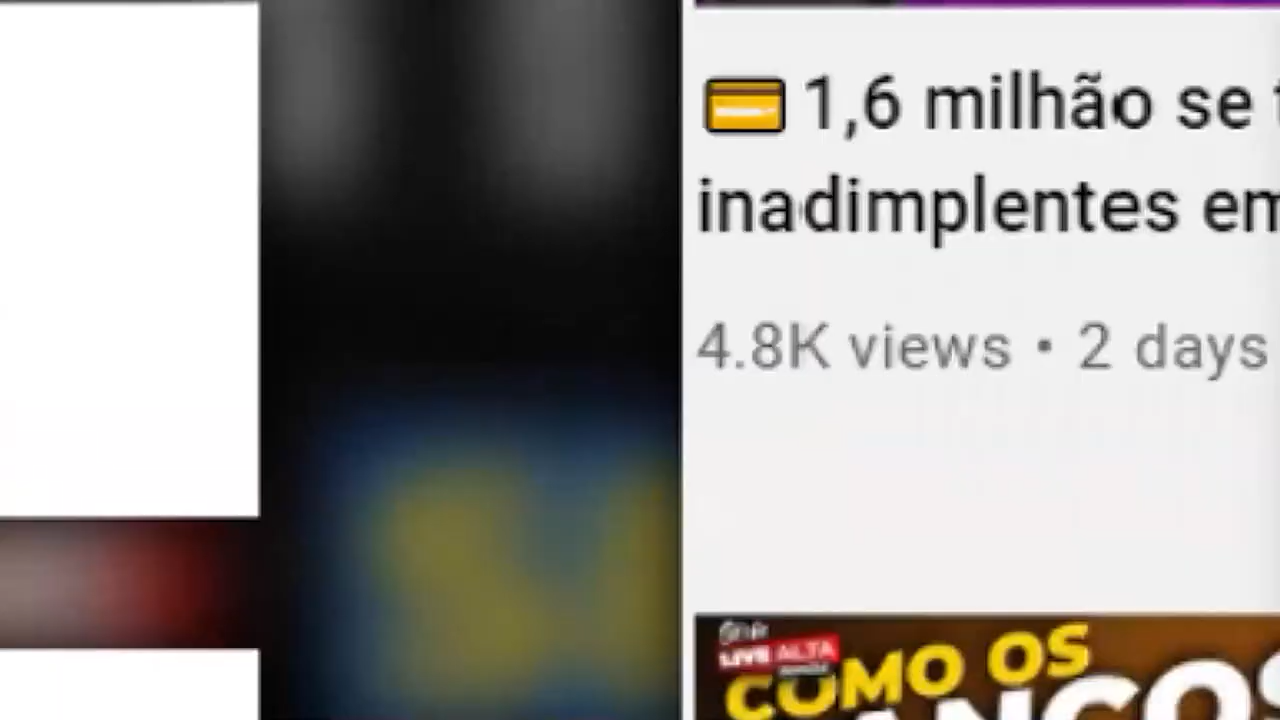 1,6 milhão se
inadimplentes em
4.8K views • 2 days
LIVE ALTA
COMO OS